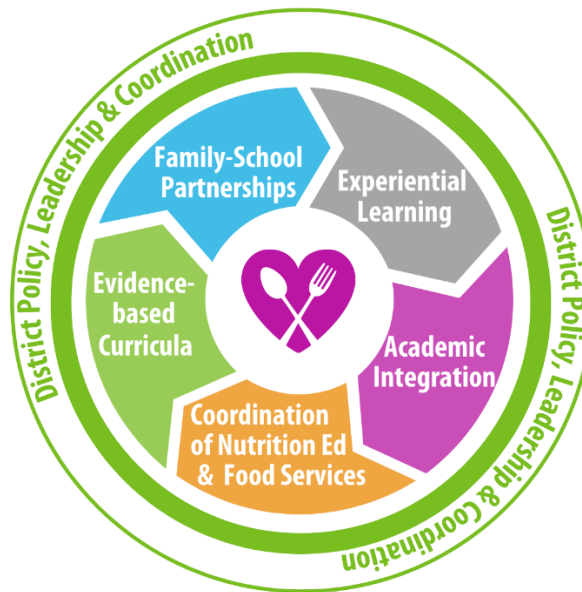 District Policy, Leadership & Coordination
Family-School
Partnerships
Experiential
Learning
Evidence-
based
Curricula
Academic
Integration
Coordination
of Nutrition Ed
& Food Services
District Policy, Leadership & Coordination